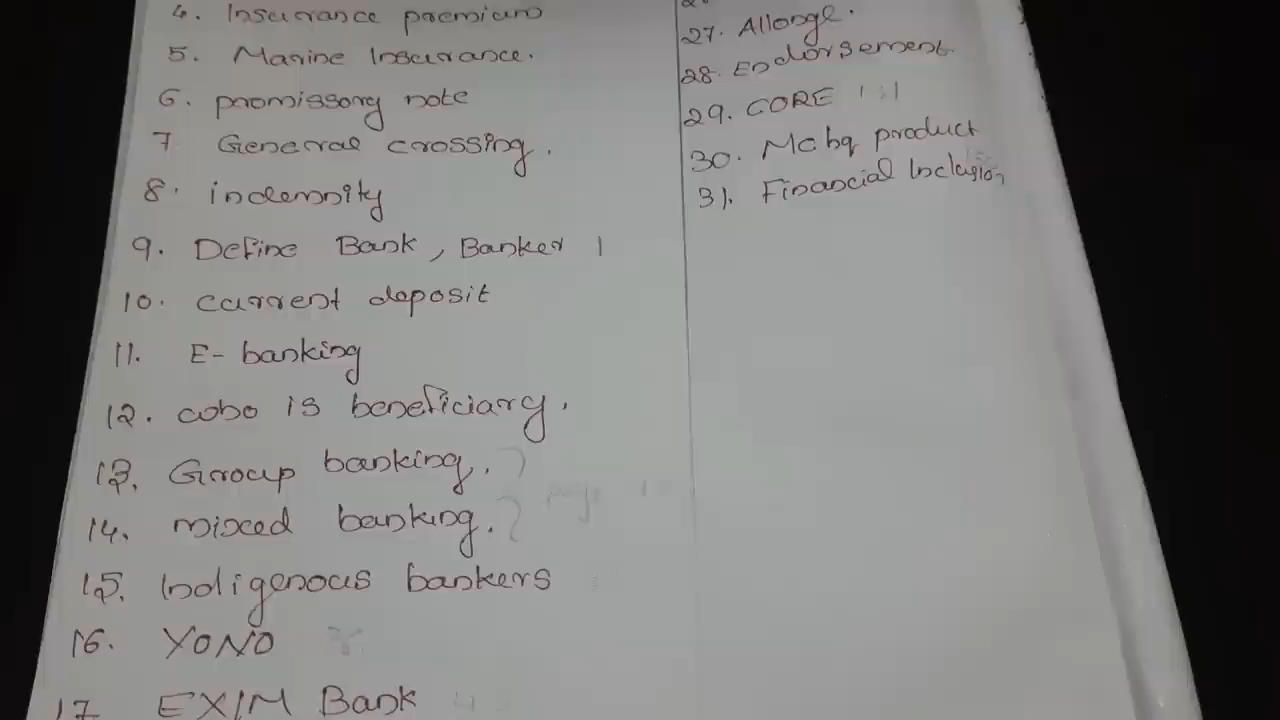 4. Insurance premium
5. Marine Insurance.
6. promissory note
7 General crossing.
8. indemnity
9. Define Bank, Banker
10. current deposit
11. E-banking
12. who is beneficiary.
13. Group banking.
14. mixed banking.
15. Indigenous bankers
16. YONO
17 EXIM Bank
27. Allonge.
28. Endorsement.
29. CORE
30. product
31. Financial Inclusion